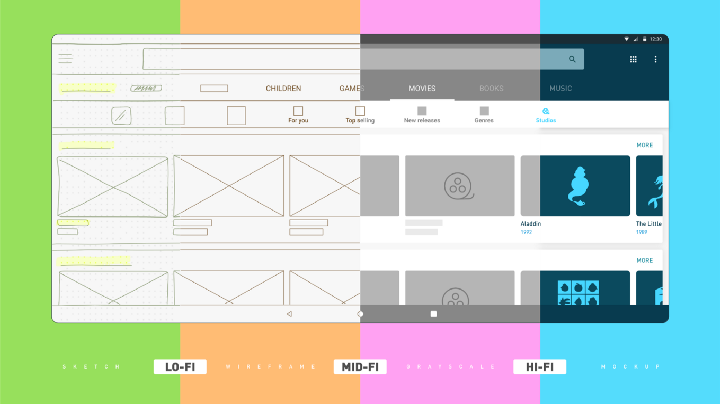 12:30
CHILDREN GAMES MOVIES BOOKS MUSIC
For you Top selling New releases Genres Studios
MORE
Aladdin The Little
1992 1989
MORE
SKETCH LO-FI WIREFRAME MID-FI GRAYSCALE HI-FI MOCKUP